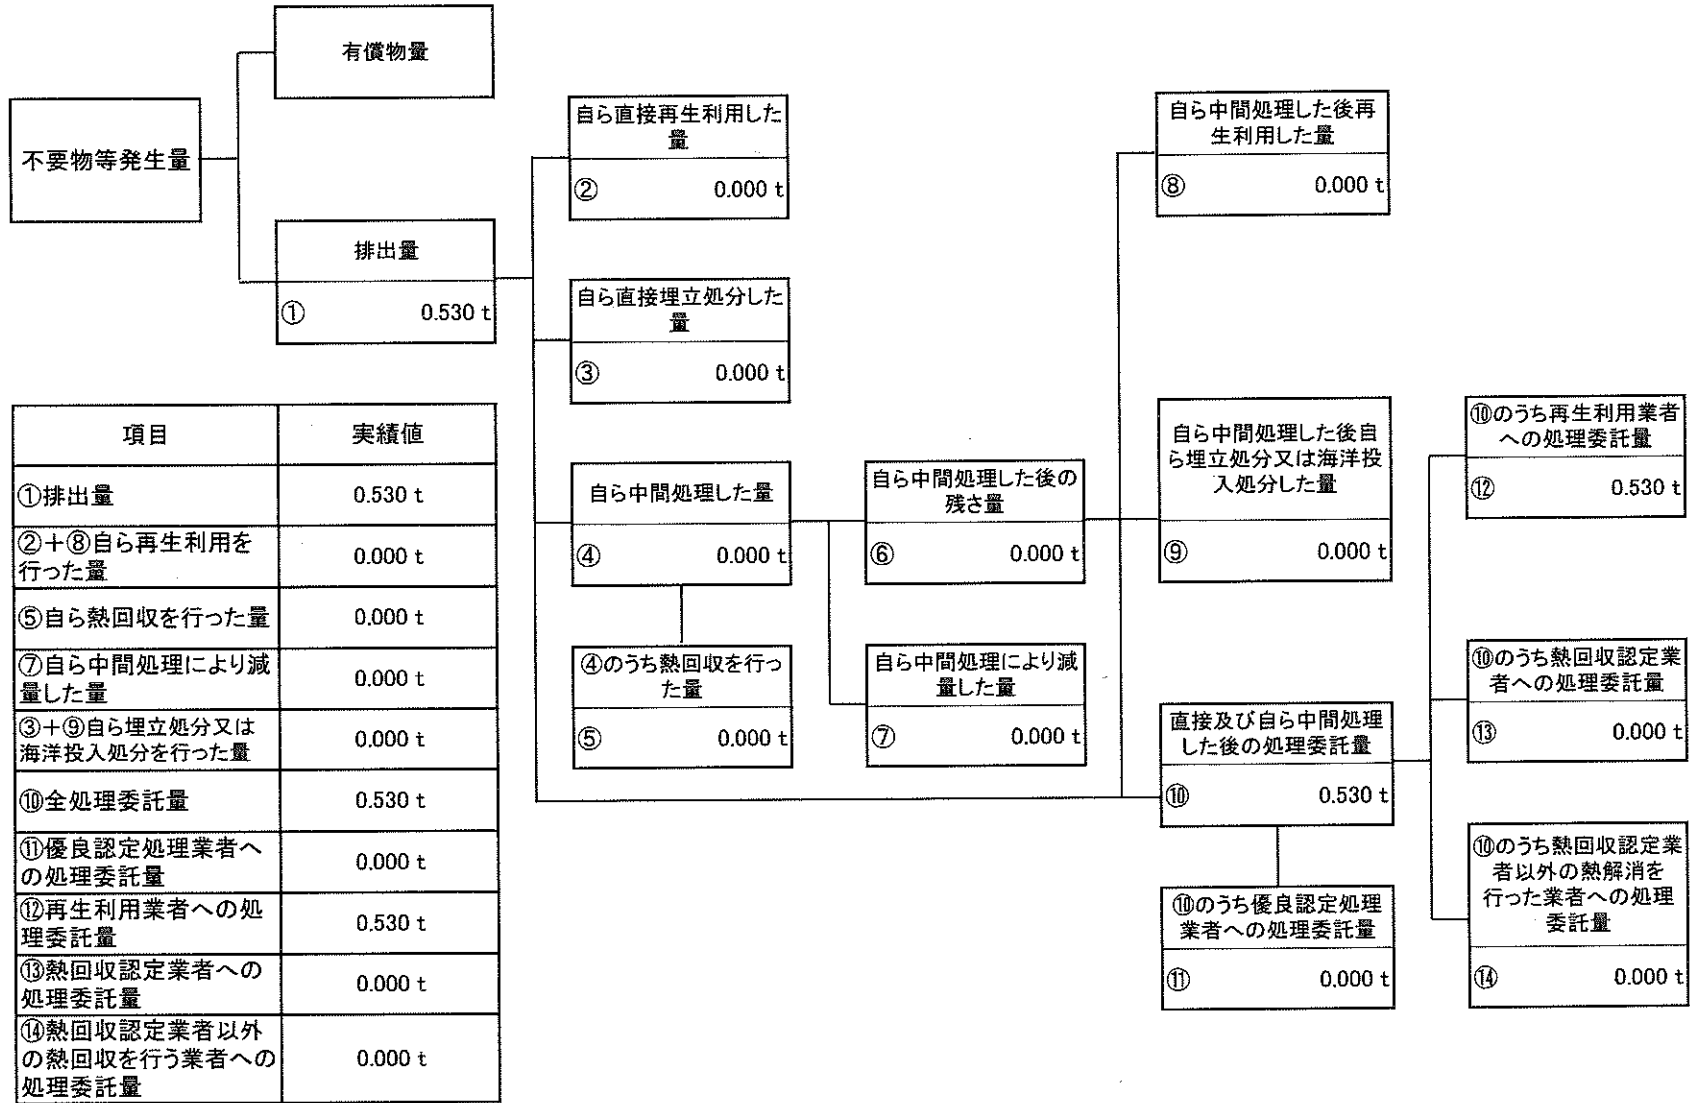 有償物量
不要物等発生量
排出量
① 0.530 t
自ら直接再生利用した
量
② 0.000 t
自ら直接埋立処分した
量
③ 0.000 t
自ら中間処理した量
④ 0.000 t
④のうち熱回収を行っ
た量
⑤ 0.000 t
自ら中間処理した後の
残さ量
⑥ 0.000 t
自ら中間処理により減
量した量
⑦ 0.000 t
自ら中間処理した後再
生利用した量
⑧ 0.000 t
自ら中間処理した後自
ら埋立処分又は海洋投
入処分した量
⑨ 0.000 t
直接及び自ら中間処理
した後の処理委託量
⑩ 0.530 t
⑩のうち優良認定処理
業者への処理委託量
⑪ 0.000 t
⑩のうち再生利用業者
への処理委託量
⑫ 0.530 t
⑩のうち熱回収認定業
者への処理委託量
⑬ 0.000 t
⑩のうち熱回収認定業
者以外の熱解消を
行った業者への処理
委託量
⑭ 0.000 t
項目 実績値
①排出量 0.530 t
②＋⑧自ら再生利用を
行った量 0.000 t
⑤自ら熱回収を行った量 0.000 t
⑦自ら中間処理により減
量した量 0.000 t
③＋⑨自ら埋立処分又は
海洋投入処分を行った量 0.000 t
⑩全処理委託量 0.530 t
⑪優良認定処理業者へ
の処理委託量 0.000 t
⑫再生利用業者への処
理委託量 0.530 t
⑬熱回収認定業者への
処理委託量 0.000 t
⑭熱回収認定業者以外
の熱回収を行う業者への
処理委託量 0.000 t